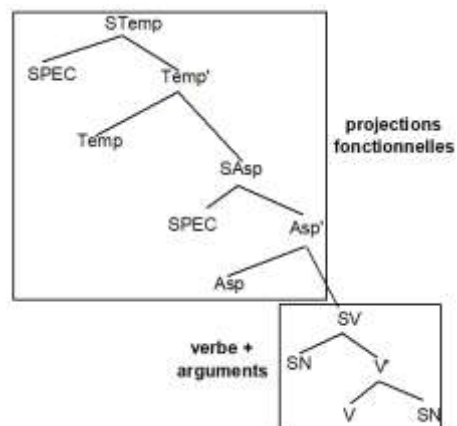 STemp
SPEC Temp'
Temp
SAsp
SPEC Asp'
Asp
projections
fonctionnelles
SV
SN V'
V SN
verbe +
arguments